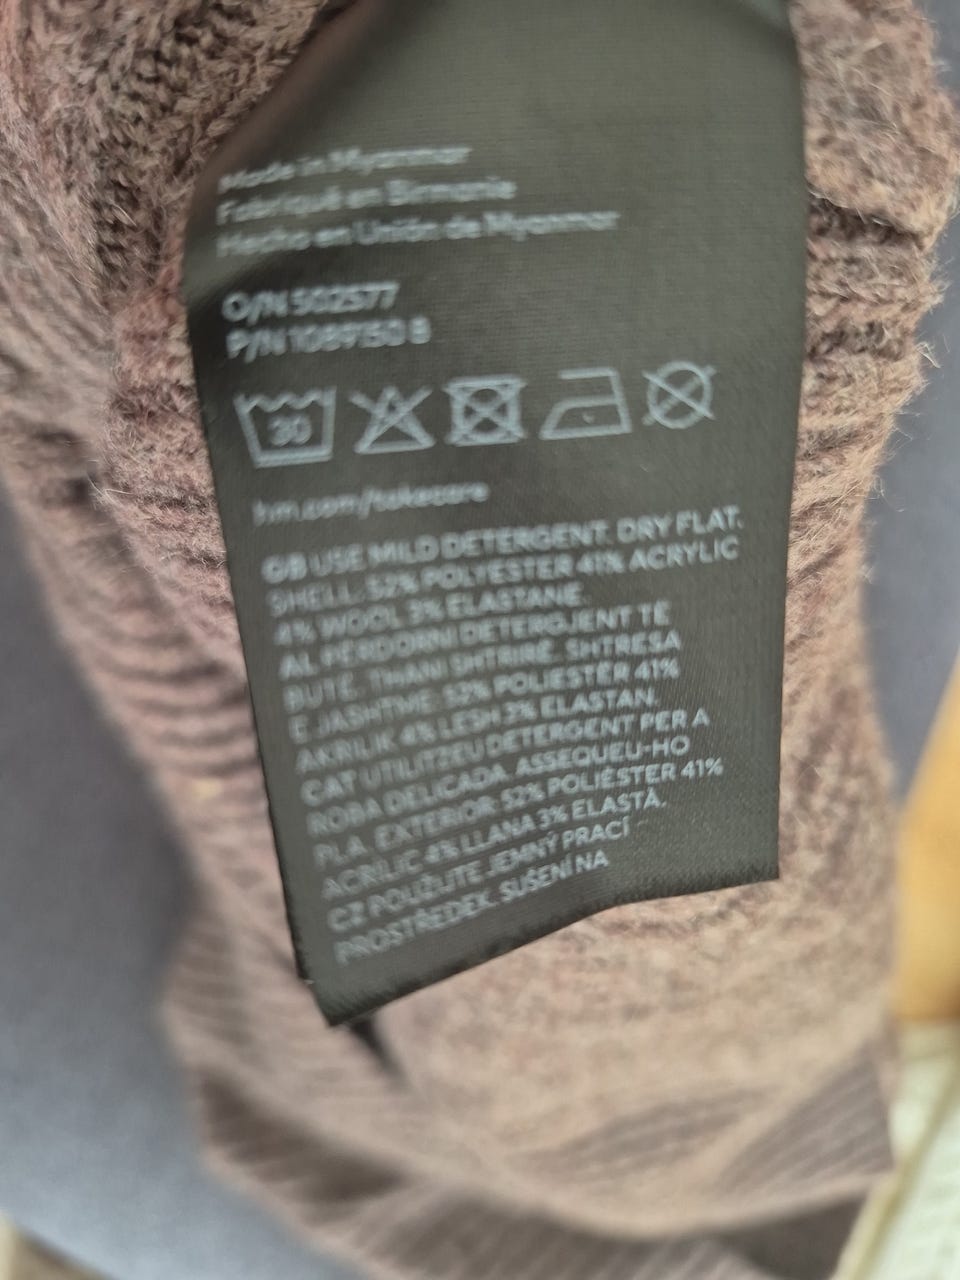 Made in Myanmar
Fabriqué en Birmanie
Hecho en Unión de Myanmar
O/N 502577
P/N 1089150 8
30
hm.com/takecare
GB USE MILD DETERGENT. DRY FLAT.
SHELL: 52% POLYESTER 41% ACRYLIC
4% WOOL 3% ELASTANE.
AL PËRDORNI DETERGJENT TË
BUTË. THANI SHTRIRË. SHTRESA
E JASHTME: 52% POLIESTËR 41%
AKRILIK 4% LESH 3% ELASTAN.
CAT UTILITZEU DETERGENT PER A
ROBA DELICADA. ASSEQUEU-HO
PLA. EXTERIOR: 52% POLIÈSTER 41%
ACRÍLIC 4% LLANA 3% ELASTÀ.
CZ POUŽIJTE JEMNÝ PRACÍ
PROSTŘEDEK. SUŠENÍ NA